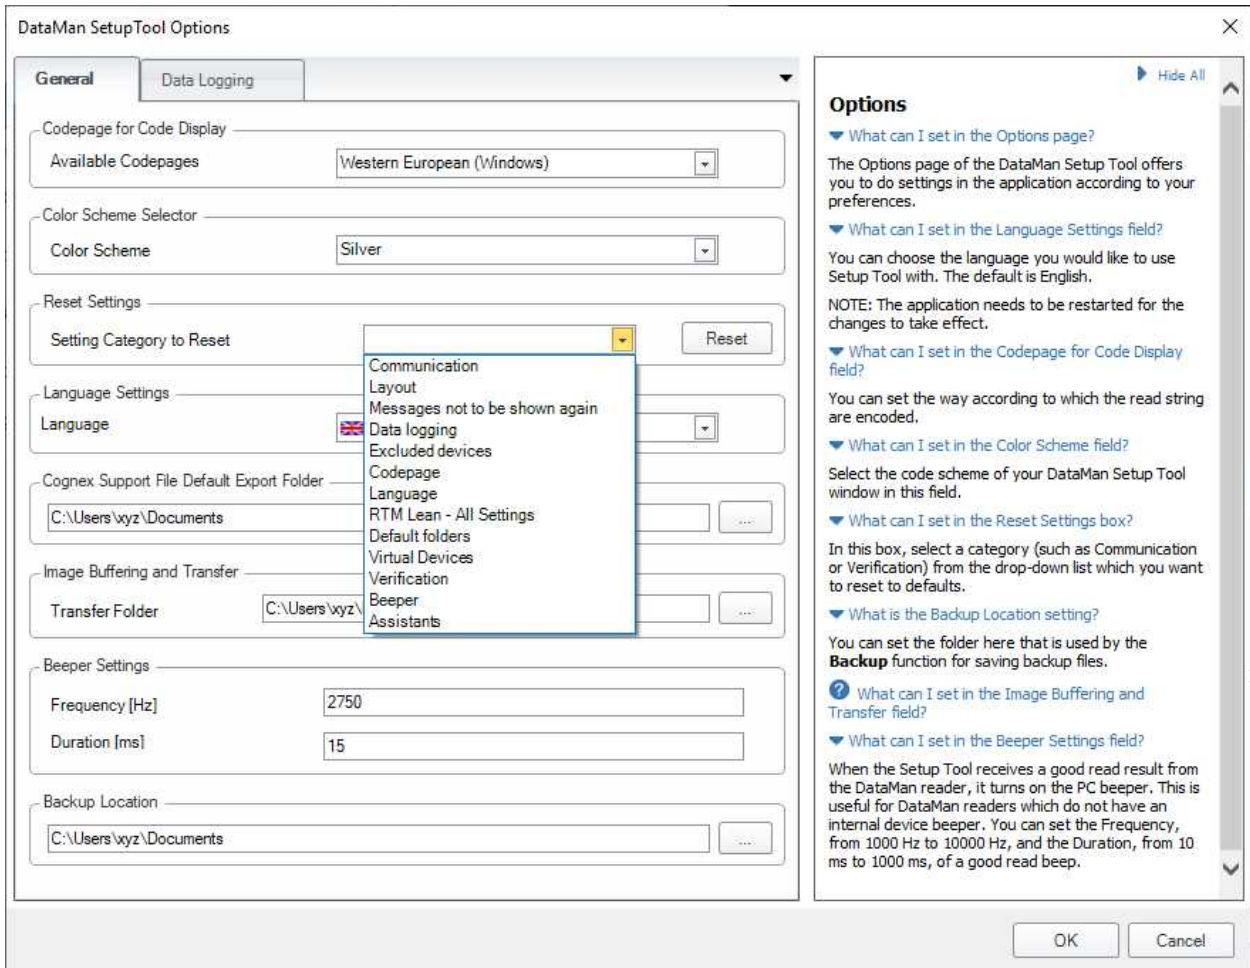 DataMan SetupTool Options
General
Data Logging
Codepage for Code Display
Available Codepages
Western European (Windows)
Color Scheme Selector
Color Scheme
Silver
Reset Settings
Setting Category to Reset
Reset
Communication
Layout
Messages not to be shown again
Data logging
Excluded devices
Codepage
Language
RTM Lean - All Settings
Default folders
Virtual Devices
Verification
Beeper
Assistants
Language Settings
Language
Cognex Support File Default Export Folder
C:\Users\xyz\Documents
...
Image Buffering and Transfer
Transfer Folder
C:\Users\xyz\
...
Beeper Settings
Frequency [Hz]
2750
Duration [ms]
15
Backup Location
C:\Users\xyz\Documents
...
Hide All
Options
What can I set in the Options page?
The Options page of the DataMan Setup Tool offers
you to do settings in the application according to your
preferences.
What can I set in the Language Settings field?
You can choose the language you would like to use
Setup Tool with. The default is English.
NOTE: The application needs to be restarted for the
changes to take effect.
What can I set in the Codepage for Code Display
field?
You can set the way according to which the read string
are encoded.
What can I set in the Color Scheme field?
Select the code scheme of your DataMan Setup Tool
window in this field.
What can I set in the Reset Settings box?
In this box, select a category (such as Communication
or Verification) from the drop-down list which you want
to reset to defaults.
What is the Backup Location setting?
You can set the folder here that is used by the
Backup function for saving backup files.
What can I set in the Image Buffering and
Transfer field?
What can I set in the Beeper Settings field?
When the Setup Tool receives a good read result from
the DataMan reader, it turns on the PC beeper. This is
useful for DataMan readers which do not have an
internal device beeper. You can set the Frequency,
from 1000 Hz to 10000 Hz, and the Duration, from 10
ms to 1000 ms, of a good read beep.
OK
Cancel